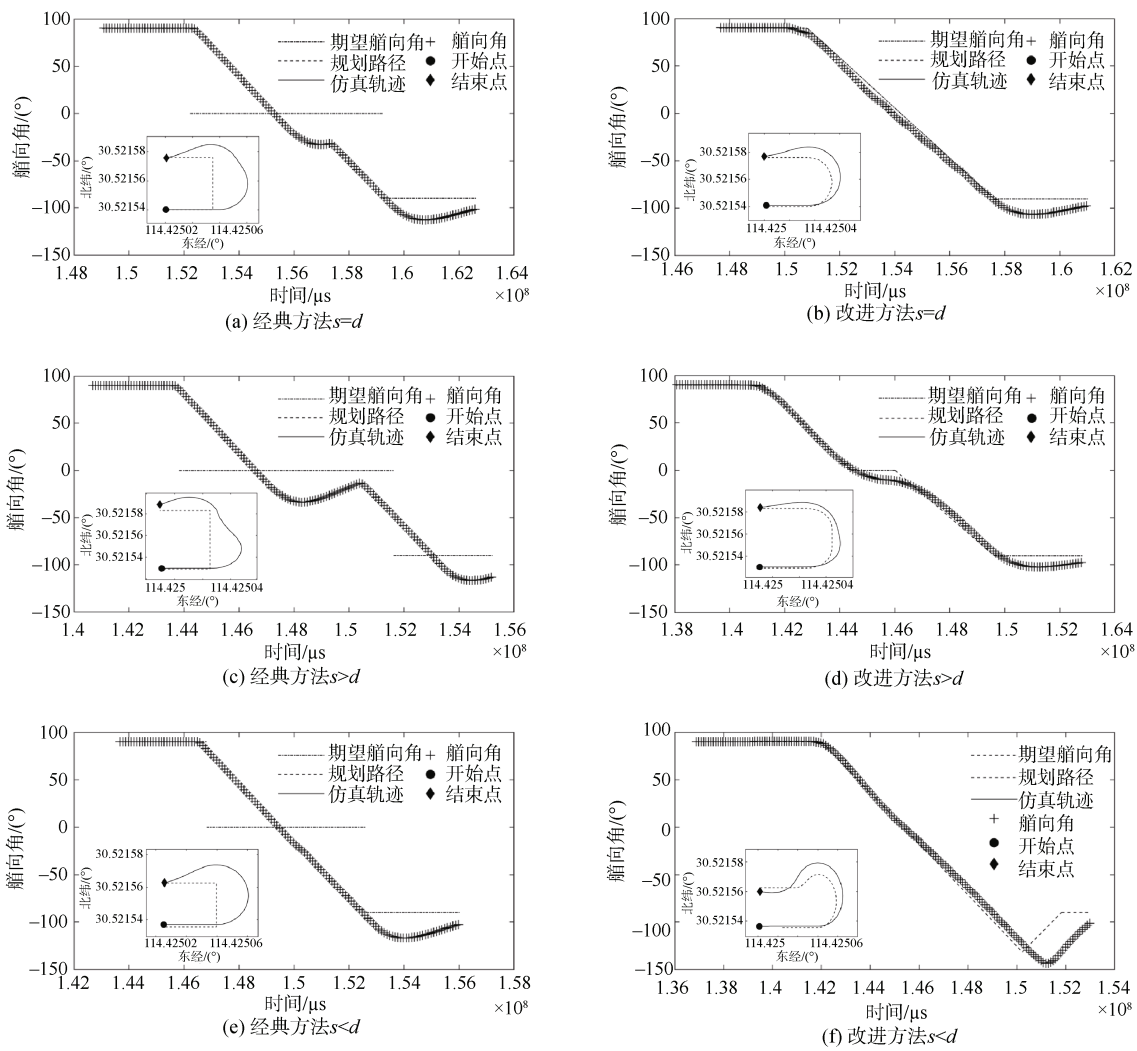 100
50
0
−50
−100
−150
1.48
1.5
1.52
1.54
1.56
1.58
1.6
1.62
1.64
×10⁸
艏向角/(°)
时间/μs
期望艏向角+ 艏向角
规划路径 开始点
仿真轨迹 结束点
30.52158
30.52156
30.52154
北纬/(°)
114.42502 114.42506
东经/(°)
(a) 经典方法s=d
100
50
0
−50
−100
−150
1.46
1.48
1.5
1.52
1.54
1.56
1.58
1.6
1.62
×10⁸
艏向角/(°)
时间/μs
期望艏向角+ 艏向角
规划路径 开始点
仿真轨迹 结束点
30.52158
30.52156
30.52154
北纬/(°)
114.425 114.42504
东经/(°)
(b) 改进方法s=d
100
50
0
−50
−100
−150
1.4
1.42
1.44
1.46
1.48
1.5
1.52
1.54
1.56
×10⁸
艏向角/(°)
时间/μs
期望艏向角+ 艏向角
规划路径 开始点
仿真轨迹 结束点
30.52158
30.52156
30.52154
北纬/(°)
114.425 114.42504
东经/(°)
(c) 经典方法s>d
100
50
0
−50
−100
−150
1.38
1.4
1.42
1.44
1.46
1.48
1.5
1.52
1.64
×10⁸
艏向角/(°)
时间/μs
期望艏向角+ 艏向角
规划路径 开始点
仿真轨迹 结束点
30.52158
30.52156
30.52154
北纬/(°)
114.425 114.42504
东经/(°)
(d) 改进方法s>d
100
50
0
−50
−100
−150
1.42
1.44
1.46
1.48
1.50
1.52
1.54
1.56
1.58
×10⁸
艏向角/(°)
时间/μs
期望艏向角+ 艏向角
规划路径 开始点
仿真轨迹 结束点
30.52158
30.52156
30.52154
北纬/(°)
114.42502 114.42506
东经/(°)
(e) 经典方法s<d
100
50
0
−50
−100
−150
1.36
1.38
1.4
1.42
1.44
1.46
1.48
1.5
1.52
1.54
×10⁸
艏向角/(°)
时间/μs
期望艏向角
规划路径
仿真轨迹
+ 艏向角
开始点
结束点
30.52158
30.52156
30.52154
北纬/(°)
114.425 114.42506
东经/(°)
(f) 改进方法s<d